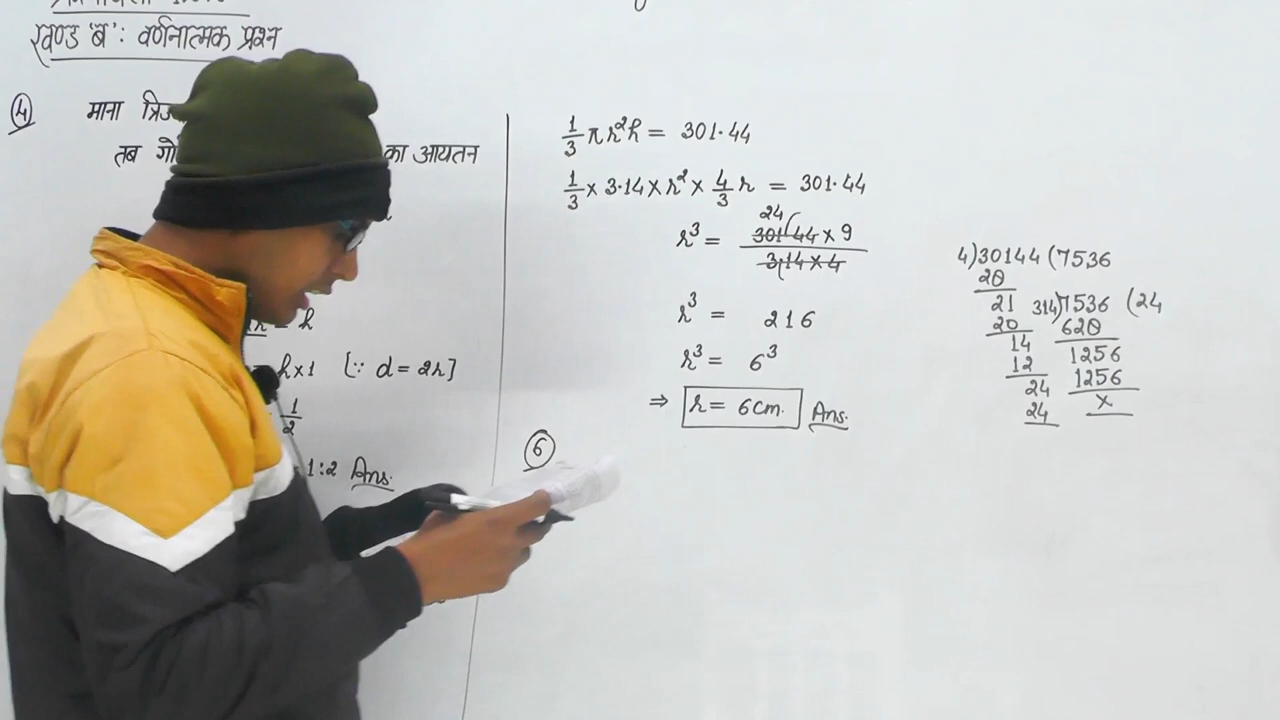 खण्ड 'ब' : वर्णनात्मक प्रश्न
4 माना
तब का आयतन
= h
h×1 [∵ d = 2r]
1/2
1:2 Ans.
1/3 πr²h = 301.44
1/3 × 3.14 × r² × 4/3 r = 301.44
24
r³ = 301.44 × 9 / 3.14 × 4
r³ = 216
r³ = 6³
⇒ r = 6cm. Ans.
6
4)30144(7536
28
21 314)7536(24
20 628
14 1256
12 1256
24 x
24